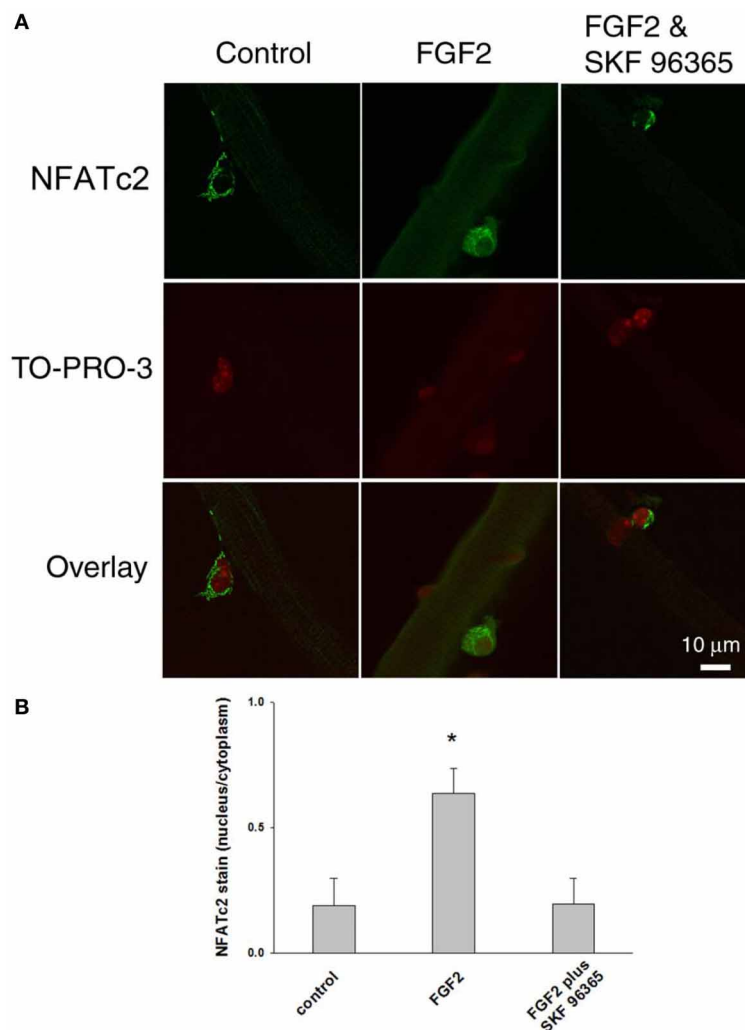 A
Control
FGF2
FGF2 &
SKF 96365
NFATc2
TO-PRO-3
Overlay
10 µm
B
NFATc2 stain (nucleus/cytoplasm)
1.0
0.5
0.0
*
control
FGF2
FGF2 plus
SKF 96365